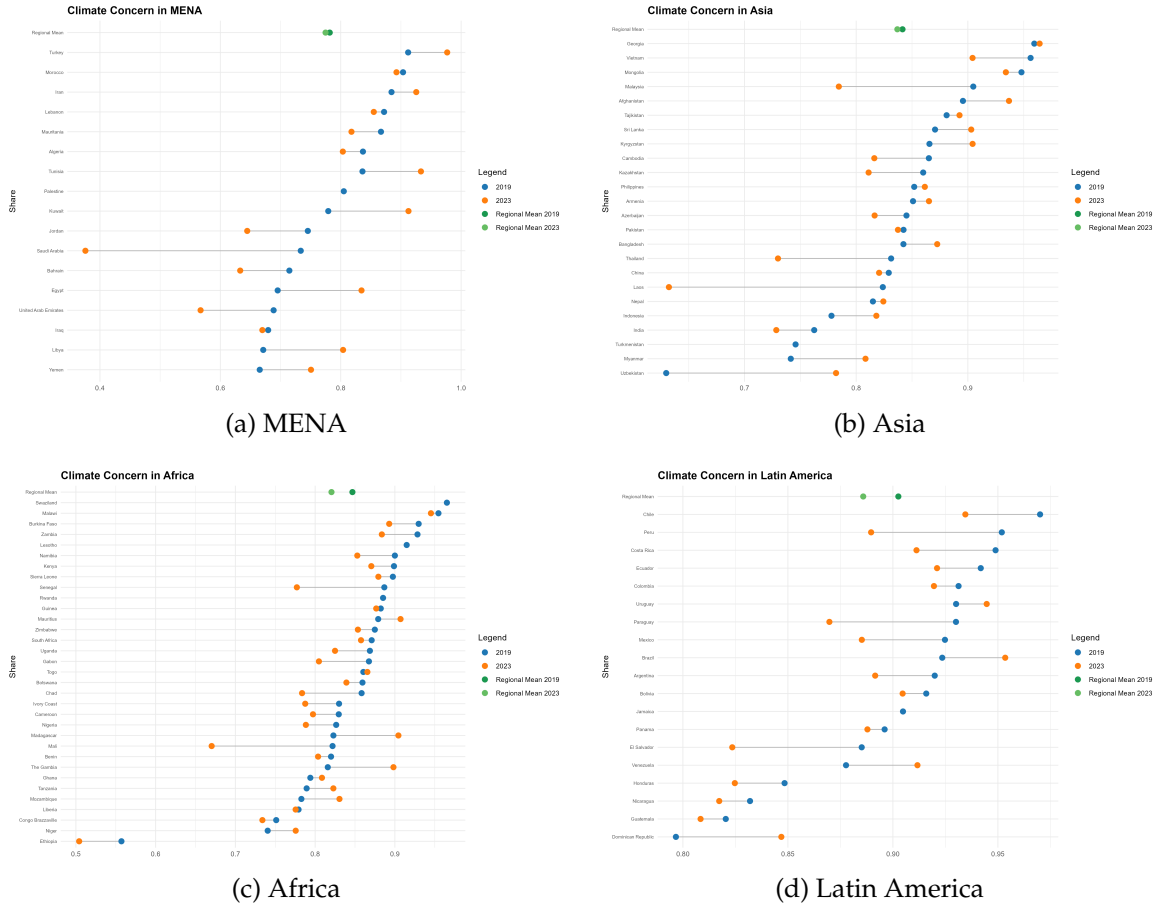 Climate Concern in MENA
Regional Mean
Turkey
Morocco
Iran
Lebanon
Mauritania
Algeria
Tunisia
Palestine
Kuwait
Jordan
Saudi Arabia
Bahrain
Egypt
United Arab Emirates
Iraq
Libya
Yemen
Share
0.4 0.6 0.8 1.0
Legend
2019
2023
Regional Mean 2019
Regional Mean 2023
(a) MENA
Climate Concern in Asia
Regional Mean
Georgia
Vietnam
Mongolia
Malaysia
Afghanistan
Tajikistan
Sri Lanka
Kyrgyzstan
Cambodia
Kazakhstan
Philippines
Armenia
Azerbaijan
Pakistan
Bangladesh
Thailand
China
Laos
Nepal
Indonesia
India
Turkmenistan
Myanmar
Uzbekistan
Share
0.7 0.8 0.9
Legend
2019
2023
Regional Mean 2019
Regional Mean 2023
(b) Asia
Climate Concern in Africa
Regional Mean
Swaziland
Malawi
Burkina Faso
Zambia
Lesotho
Namibia
Kenya
Sierra Leone
Senegal
Rwanda
Guinea
Mauritius
Zimbabwe
South Africa
Uganda
Gabon
Togo
Botswana
Chad
Ivory Coast
Cameroon
Nigeria
Madagascar
Mali
Benin
The Gambia
Ghana
Tanzania
Mozambique
Liberia
Congo Brazzaville
Niger
Ethiopia
Share
0.5 0.6 0.7 0.8 0.9
Legend
2019
2023
Regional Mean 2019
Regional Mean 2023
(c) Africa
Climate Concern in Latin America
Regional Mean
Chile
Peru
Costa Rica
Ecuador
Colombia
Uruguay
Paraguay
Mexico
Brazil
Argentina
Bolivia
Jamaica
Panama
El Salvador
Venezuela
Honduras
Nicaragua
Guatemala
Dominican Republic
Share
0.80 0.85 0.90 0.95
Legend
2019
2023
Regional Mean 2019
Regional Mean 2023
(d) Latin America